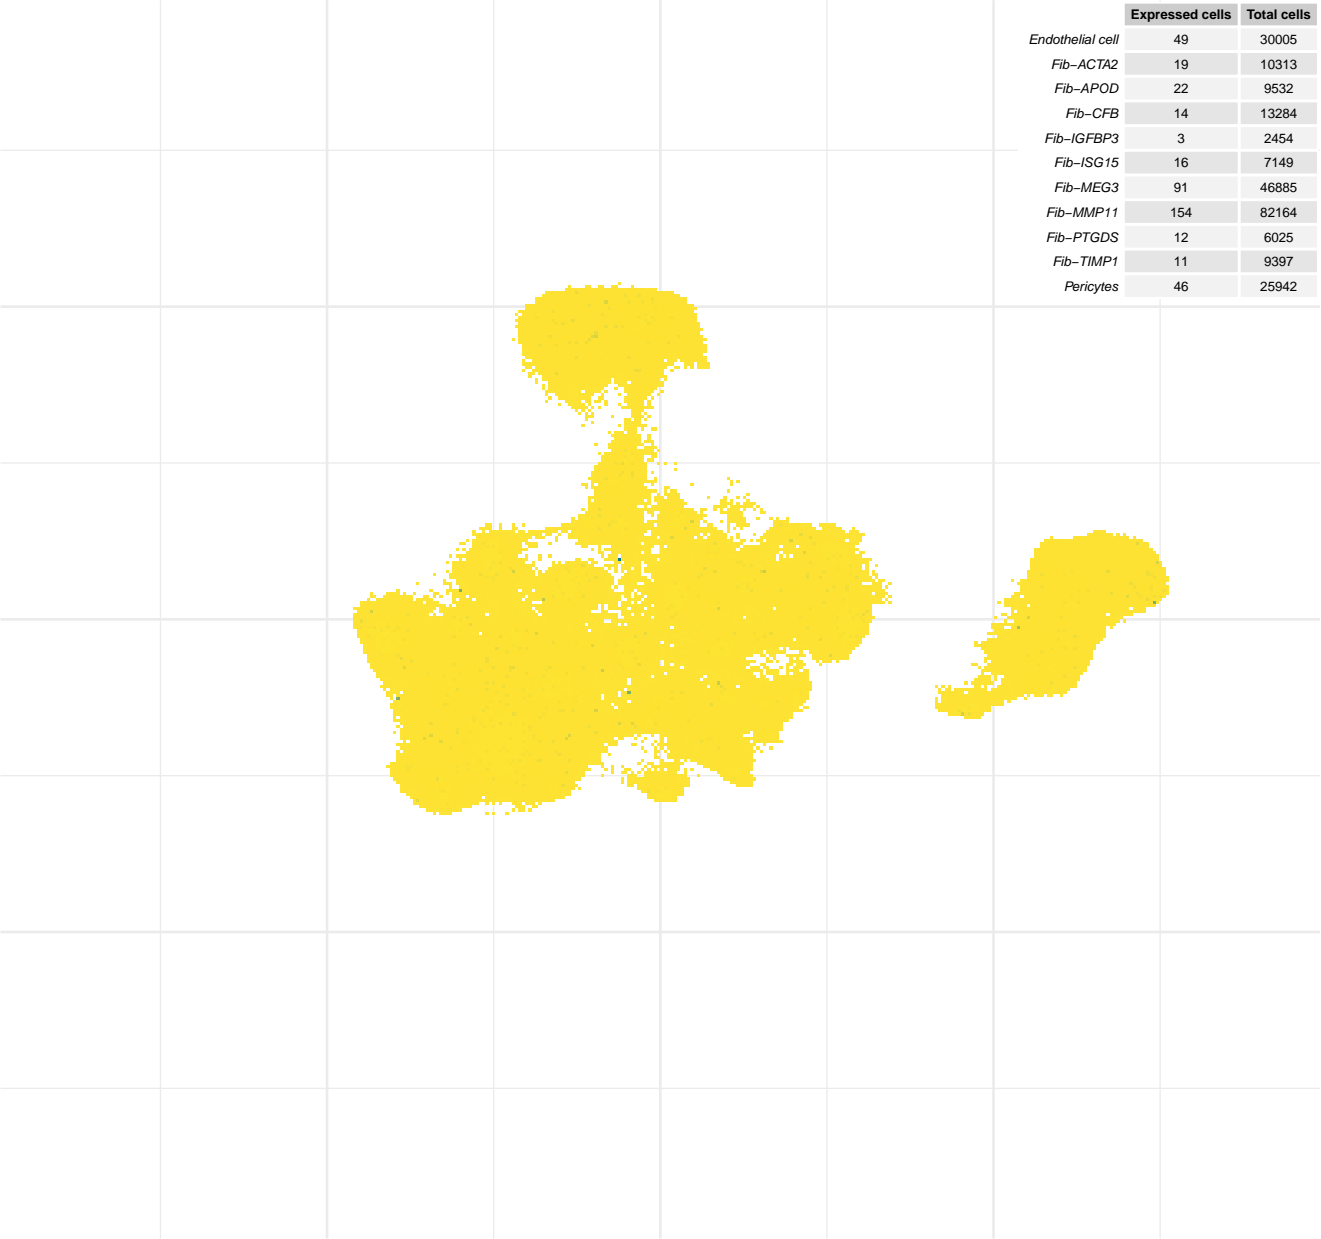 Expressed cells Total cells
Endothelial cell 49 30005
Fib−ACTA2 19 10313
Fib−APOD 22 9532
Fib−CFB 14 13284
Fib−IGFBP3 3 2454
Fib−ISG15 16 7149
Fib−MEG3 91 46885
Fib−MMP11 154 82164
Fib−PTGDS 12 6025
Fib−TIMP1 11 9397
Pericytes 46 25942